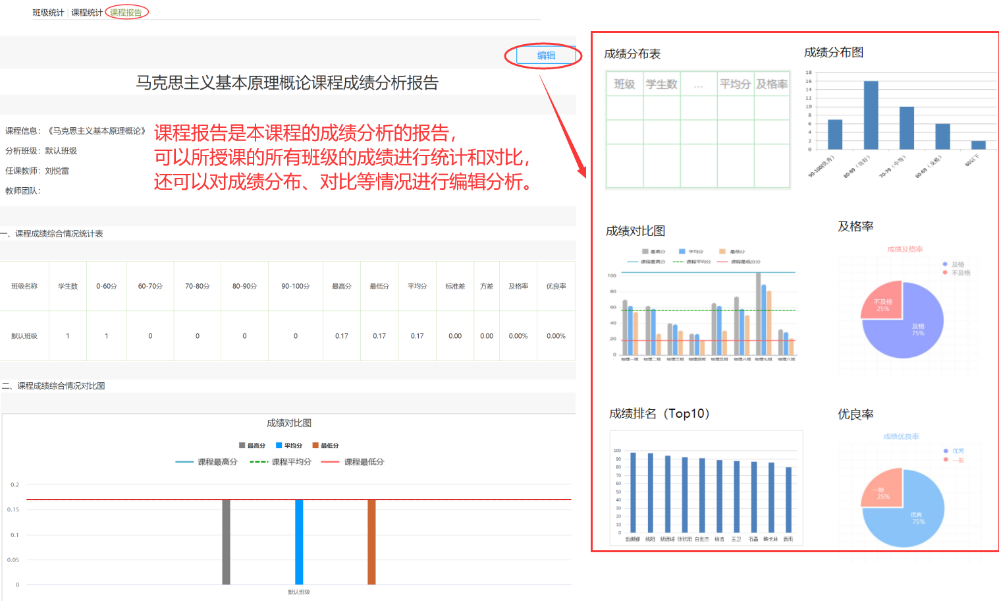 班级统计 | 课程统计 课程报告
编辑
马克思主义基本原理概论课程成绩分析报告
课程信息：《马克思主义基本原理概论》
分析班级：默认班级
任课教师：刘悦雷
教师团队：
课程报告是本课程的成绩分析的报告，
可以所授课的所有班级的成绩进行统计和对比，
还可以对成绩分布、对比等情况进行编辑分析。
一、课程成绩综合情况统计表
班级名称 学生数 0-60分 60-70分 70-80分 80-90分 90-100分 最高分 最低分 平均分 标准差 方差 及格率 优良率
默认班级 1 1 0 0 0 0 0.17 0.17 0.17 0.00 0.00 0.00% 0.00%
二、课程成绩综合情况对比图
成绩对比图
最高分 平均分 最低分
课程最高分 课程平均分 课程最低分
0.2
0.15
0.1
0.05
0
默认班级
成绩分布表
班级 学生数 ... 平均分 及格率
成绩分布图
18
16
14
12
10
8
6
4
2
0
90-100(优秀) 80-89（良好） 70-79（中等） 60-69（及格） 60以下
成绩对比图
最高分 平均分 最低分
课程最高分 课程平均分 课程最低分分
100
80
60
40
20
0
物理一班 物理二班 物理三班 物理四班 物理五班 物理六班 物理七班 物理八班
及格率
成绩及格率
及格
不及格
不及格
25%
及格
75%
成绩排名（Top10）
100
90
80
70
60
50
40
30
20
10
0
姚阳 张欣阳 白世杰 杨洁 王卫 石晶 韩长林 袁雨
优良率
成绩优良率
优秀
一般
一般
25%
优良
75%